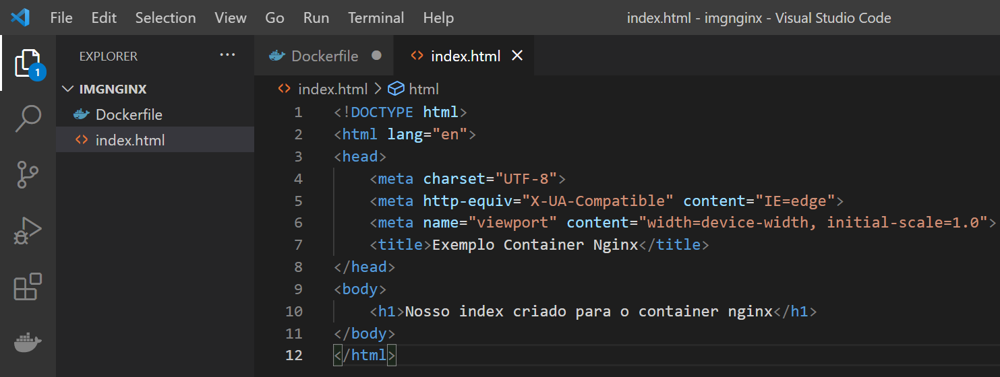 File Edit Selection View Go Run Terminal Help index.html - imgnginx - Visual Studio Code
EXPLORER ···
1
IMGNGINX
Dockerfile
index.html
Dockerfile ● index.html ×
index.html > html
1 <!DOCTYPE html>
2 <html lang="en">
3 <head>
4     <meta charset="UTF-8">
5     <meta http-equiv="X-UA-Compatible" content="IE=edge">
6     <meta name="viewport" content="width=device-width, initial-scale=1.0">
7     <title>Exemplo Container Nginx</title>
8 </head>
9 <body>
10     <h1>Nosso index criado para o container nginx</h1>
11 </body>
12 </html>